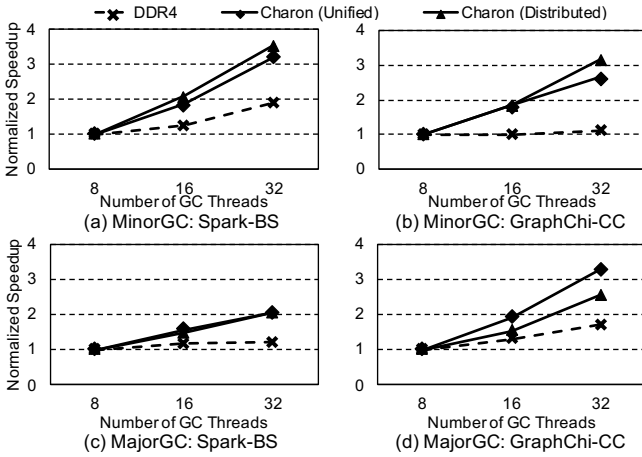 DDR4 Charon (Unified) Charon (Distributed)
Normalized Speedup
4
3
2
1
0
8 16 32
Number of GC Threads
(a) MinorGC: Spark-BS
4
3
2
1
0
8 16 32
Number of GC Threads
(b) MinorGC: GraphChi-CC
Normalized Speedup
4
3
2
1
0
8 16 32
Number of GC Threads
(c) MajorGC: Spark-BS
4
3
2
1
0
8 16 32
Number of GC Threads
(d) MajorGC: GraphChi-CC